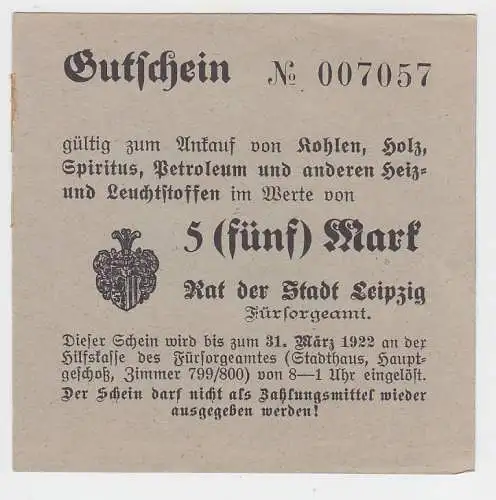 Gutschein № 007057
gültig zum Ankauf von Kohlen, Holz,
Spiritus, Petroleum und anderen Heiz-
und Leuchtstoffen im Werte von
5 (fünf) Mark
Rat der Stadt Leipzig
Fürsorgeamt.
Dieser Schein wird bis zum 31. März 1922 an der
Hilfskasse des Fürsorgeamtes (Stadthaus, Haupt-
geschoß, Zimmer 799/800) von 8—1 Uhr eingelöst.
Der Schein darf nicht als Zahlungsmittel wieder
ausgegeben werden!